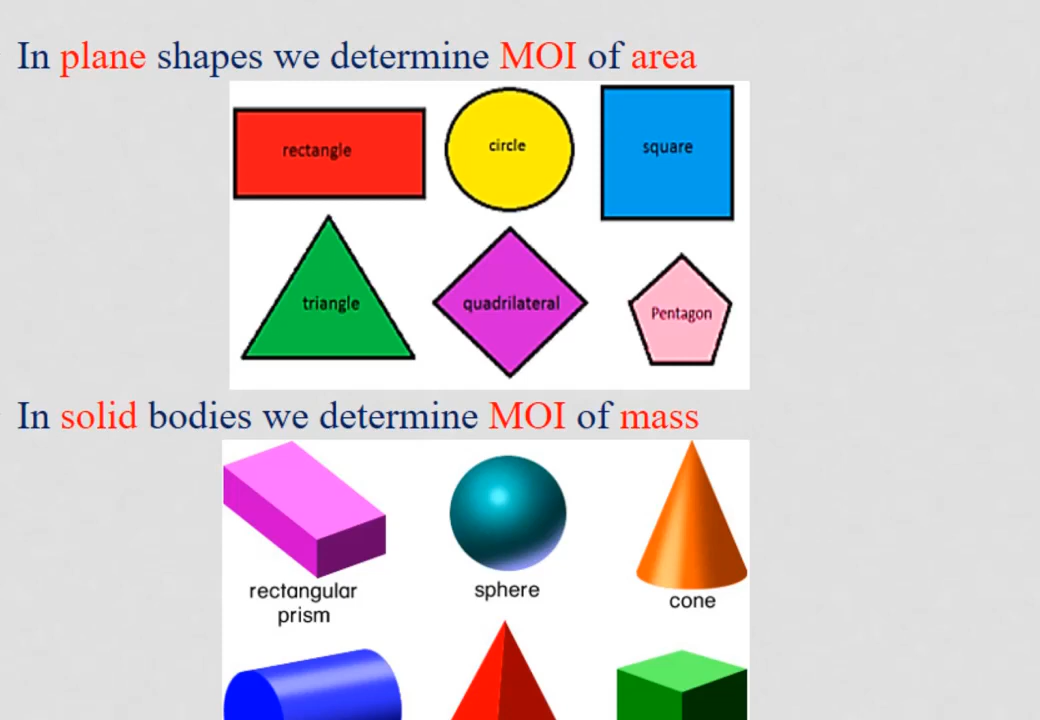 In plane shapes we determine MOI of area
rectangle
circle
square
triangle
quadrilateral
Pentagon
In solid bodies we determine MOI of mass
rectangular
prism
sphere
cone